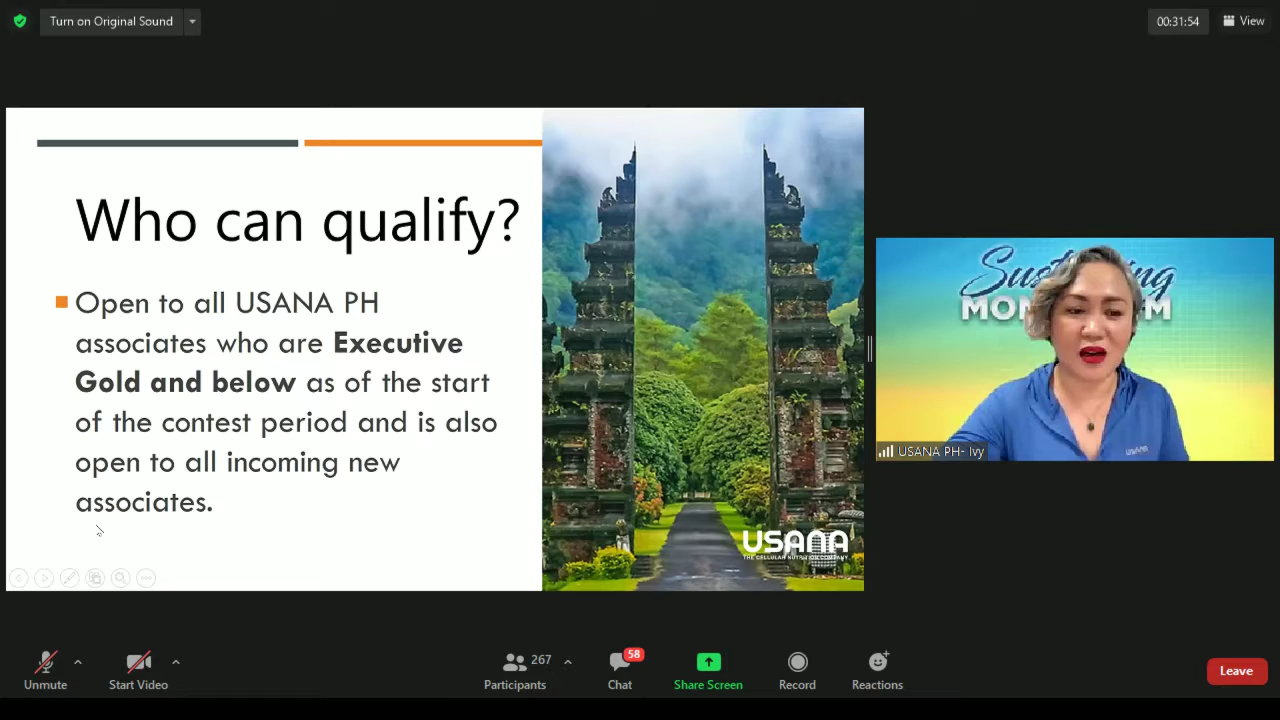 Turn on Original Sound
00:31:54
View
Who can qualify?
Open to all USANA PH
associates who are Executive
Gold and below as of the start
of the contest period and is also
open to all incoming new
associates.
USANA
THE CELLULAR NUTRITION COMPANY
USANA PH- Ivy
USANA
Unmute
Start Video
267
Participants
58
Chat
Share Screen
Record
Reactions
Leave